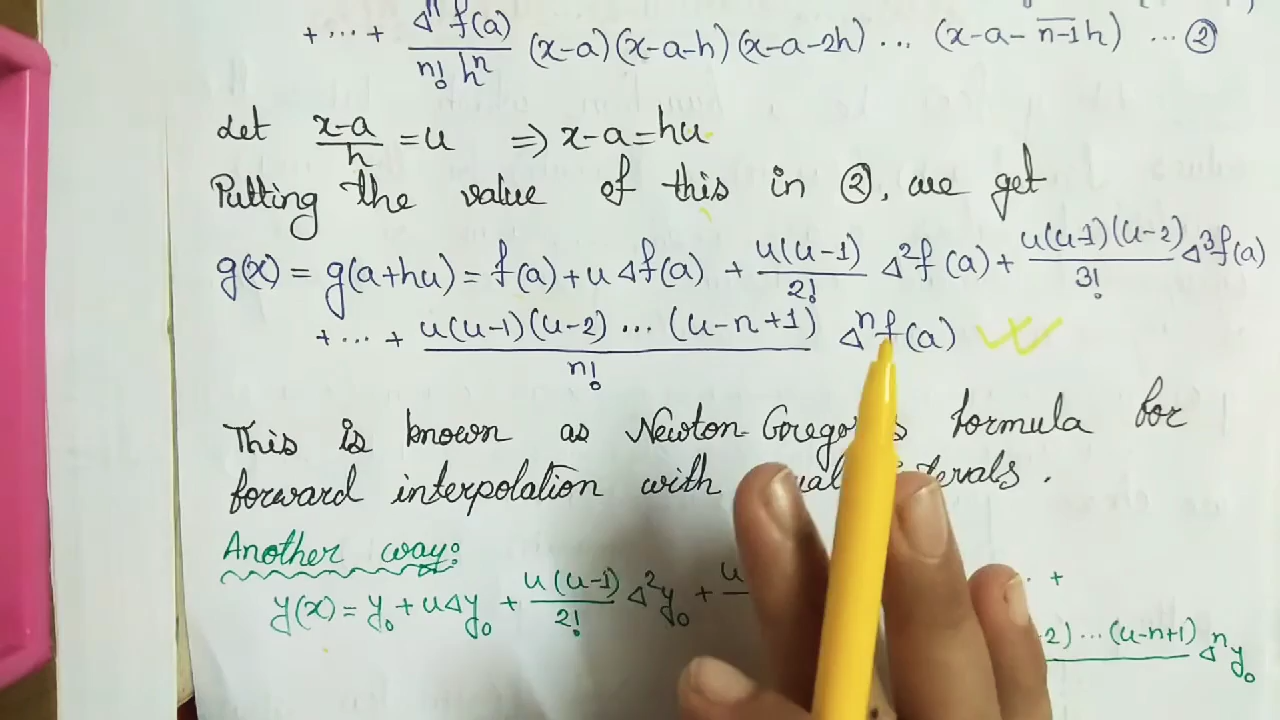 + ... + Δⁿf(a) / n! hⁿ (x-a)(x-a-h)(x-a-2h) ... (x-a-n̅-̅1̅h) ... ②
Let x-a / h = u ⇒ x-a = hu
Putting the value of this in ②, we get
g(x) = g(a+hu) = f(a) + uΔf(a) + u(u-1) / 2! Δ²f(a) + u(u-1)(u-2) / 3! Δ³f(a)
+ ... + u(u-1)(u-2) ... (u-n+1) / n! Δⁿf(a)
This is known as Newton formula for
forward interpolation with
Another way:
y(x) = y₀ + uΔy₀ + u(u-1) / 2! Δ²y₀ + u +
-2) ... (u-n+1) Δⁿy₀